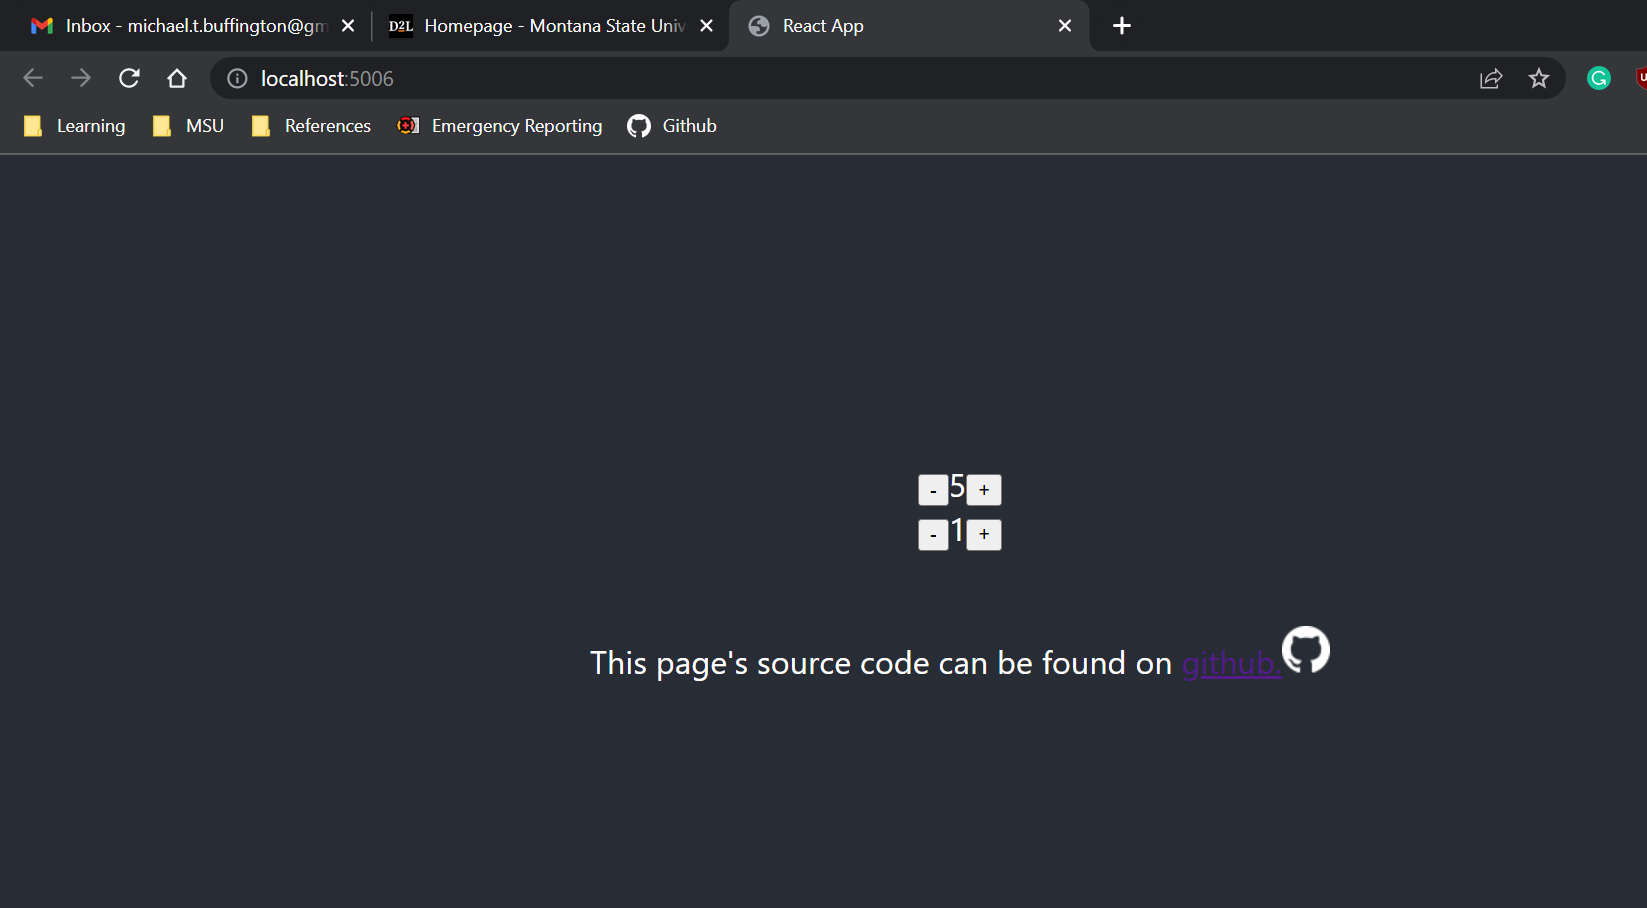 Inbox - michael.t.buffington@gm
D2L Homepage - Montana State Univ
React App
localhost:5006
Learning MSU References Emergency Reporting Github
- 5 +
- 1 +
This page's source code can be found on github.